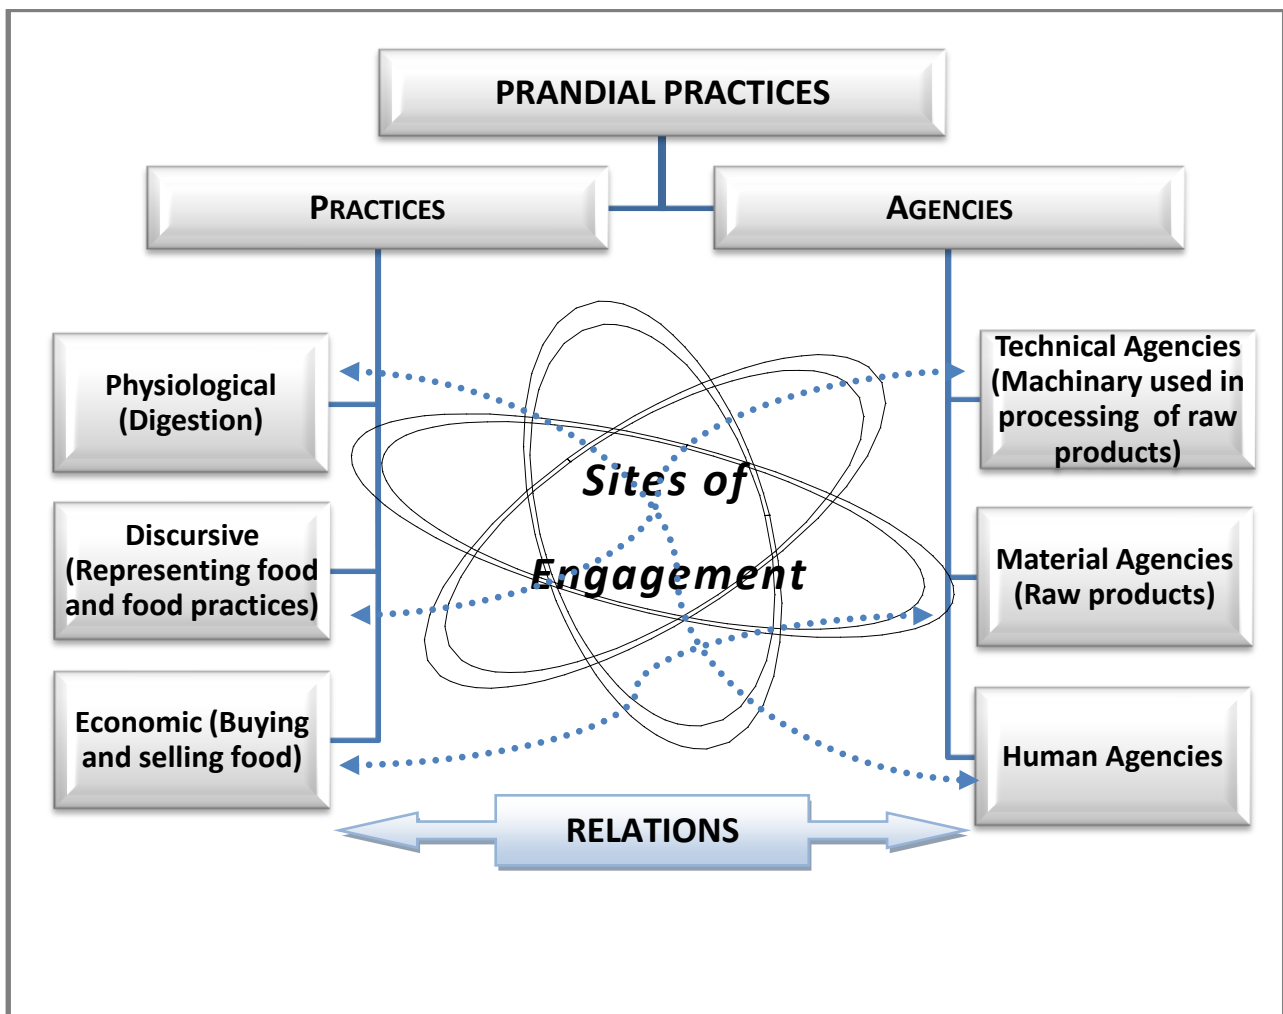 PRANDIAL PRACTICES
PRACTICES
AGENCIES
Physiological
(Digestion)
Discursive
(Representing food
and food practices)
Economic (Buying
and selling food)
Sites of
Engagement
Technical Agencies
(Machinary used in
processing of raw
products)
Material Agencies
(Raw products)
Human Agencies
RELATIONS